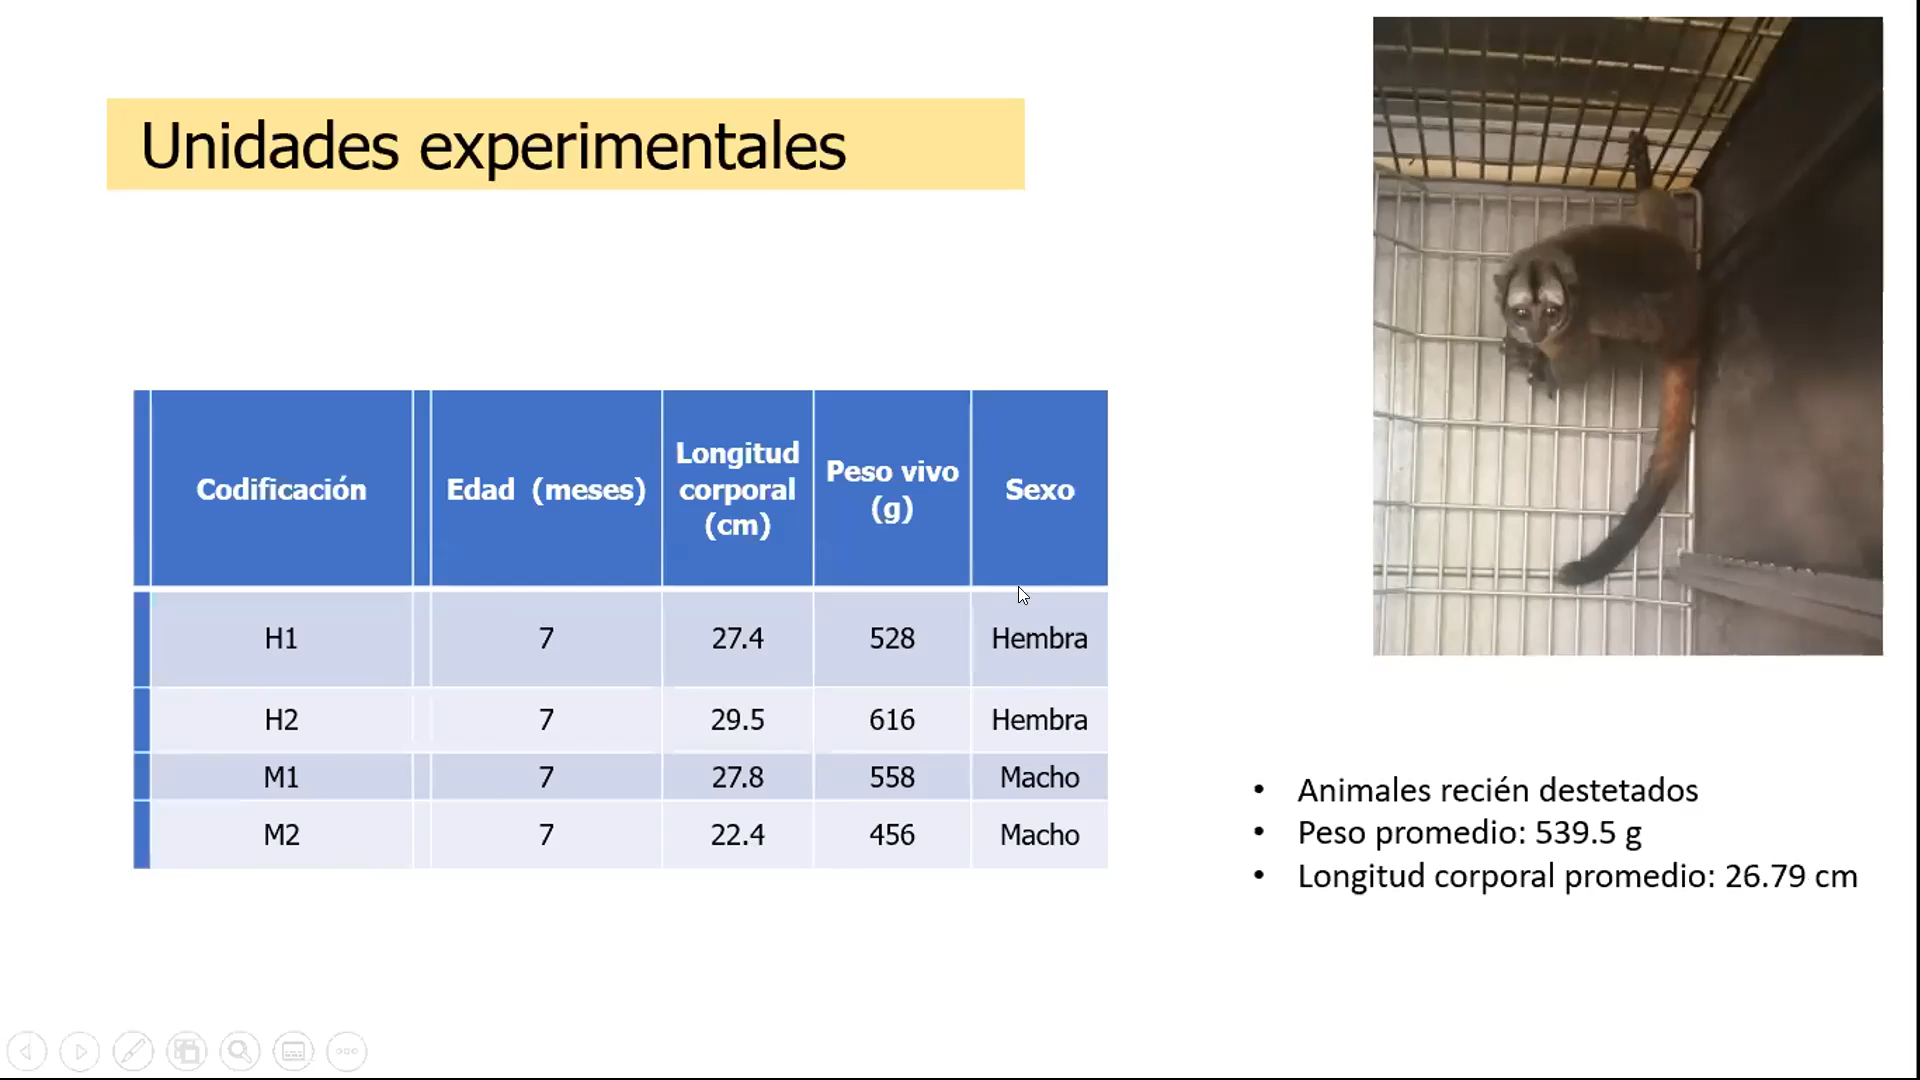 Unidades experimentales
Codificación Edad (meses) Longitud corporal (cm) Peso vivo (g) Sexo
H1 7 27.4 528 Hembra
H2 7 29.5 616 Hembra
M1 7 27.8 558 Macho
M2 7 22.4 456 Macho
• Animales recién destetados
• Peso promedio: 539.5 g
• Longitud corporal promedio: 26.79 cm